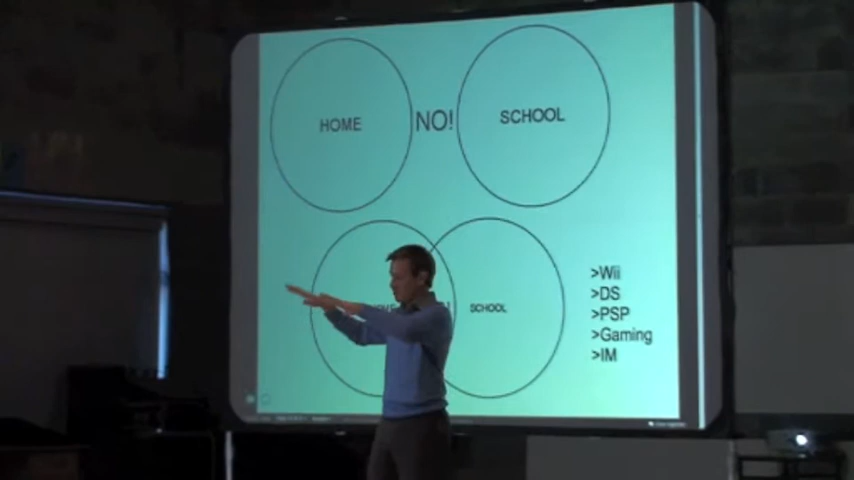 HOME NO! SCHOOL
SCHOOL
>Wii
>DS
>PSP
>Gaming
>IM